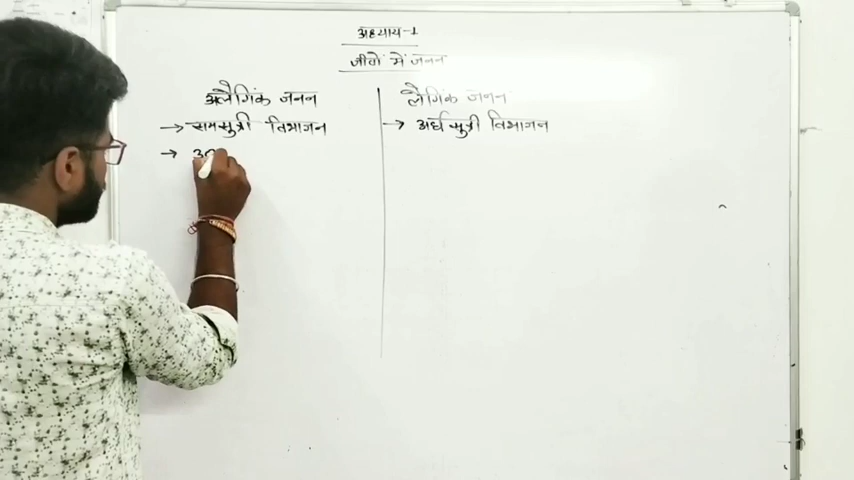 अध्याय-1
जीवों में जनन
अलैगिंक जनन
लैगिंक जनन
→ समसुत्री विभाजन
→ अर्धसुत्री विभाजन
→